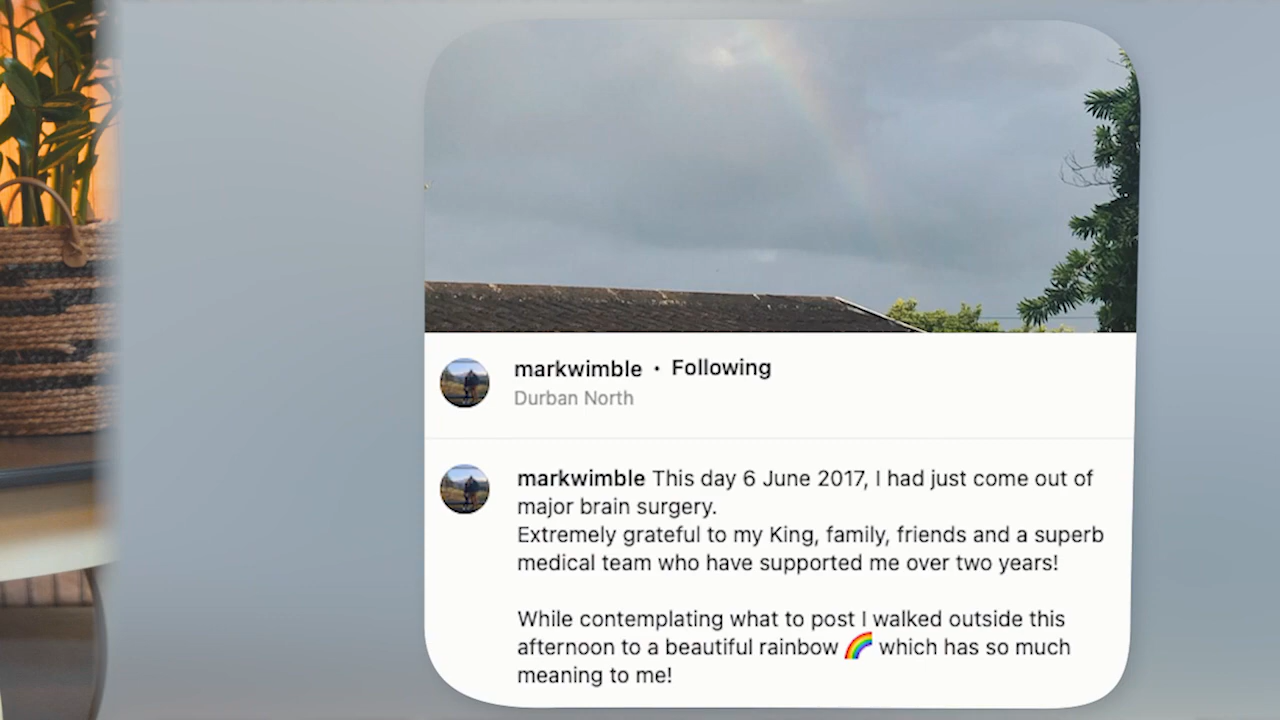 markwimble • Following
Durban North
markwimble This day 6 June 2017, I had just come out of
major brain surgery.
Extremely grateful to my King, family, friends and a superb
medical team who have supported me over two years!
While contemplating what to post I walked outside this
afternoon to a beautiful rainbow 🌈 which has so much
meaning to me!